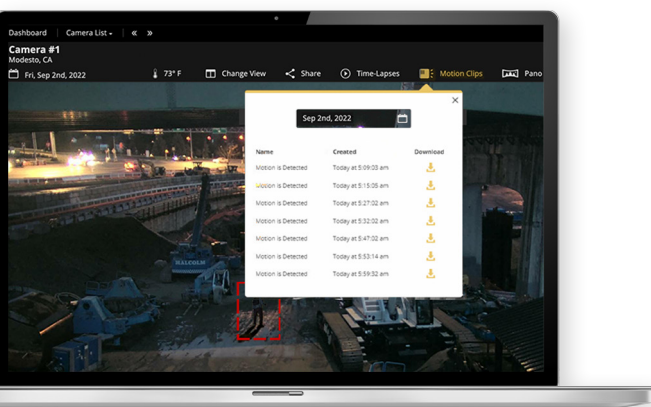 Dashboard
Camera List
Camera #1
Modesto, CA
Fri, Sep 2nd, 2022
73° F
Change View
Share
Time-Lapses
Motion Clips
Pano
Sep 2nd, 2022
Name Created Download
Motion is Detected Today at 5:09:03 am
Motion is Detected Today at 5:15:05 am
Motion is Detected Today at 5:27:02 am
Motion is Detected Today at 5:32:02 am
Motion is Detected Today at 5:47:02 am
Motion is Detected Today at 5:53:14 am
Motion is Detected Today at 5:59:32 am
MALCOLM